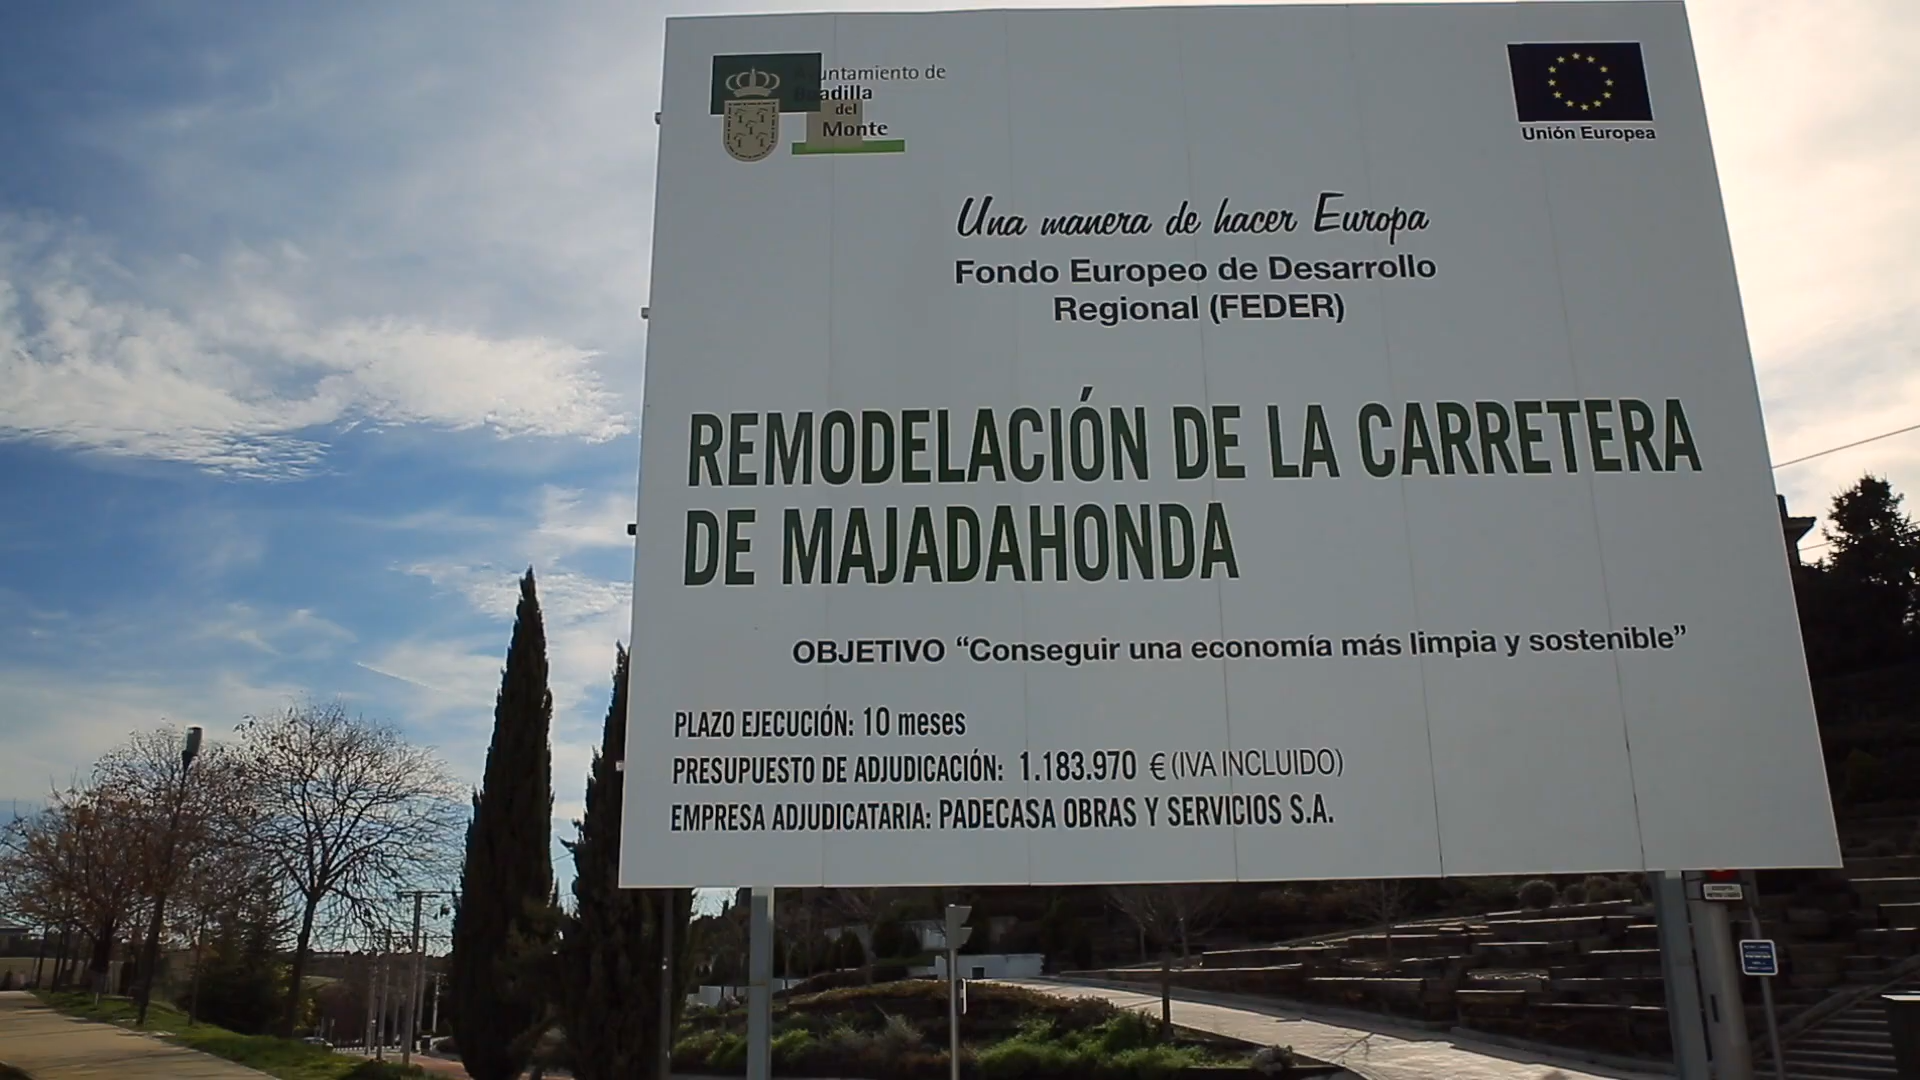 Ayuntamiento de
Boadilla
del
Monte
Unión Europea
Una manera de hacer Europa
Fondo Europeo de Desarrollo
Regional (FEDER)
REMODELACIÓN DE LA CARRETERA
DE MAJADAHONDA
OBJETIVO “Conseguir una economía más limpia y sostenible”
PLAZO EJECUCIÓN: 10 meses
PRESUPUESTO DE ADJUDICACIÓN: 1.183.970 € (IVA INCLUIDO)
EMPRESA ADJUDICATARIA: PADECASA OBRAS Y SERVICIOS S.A.